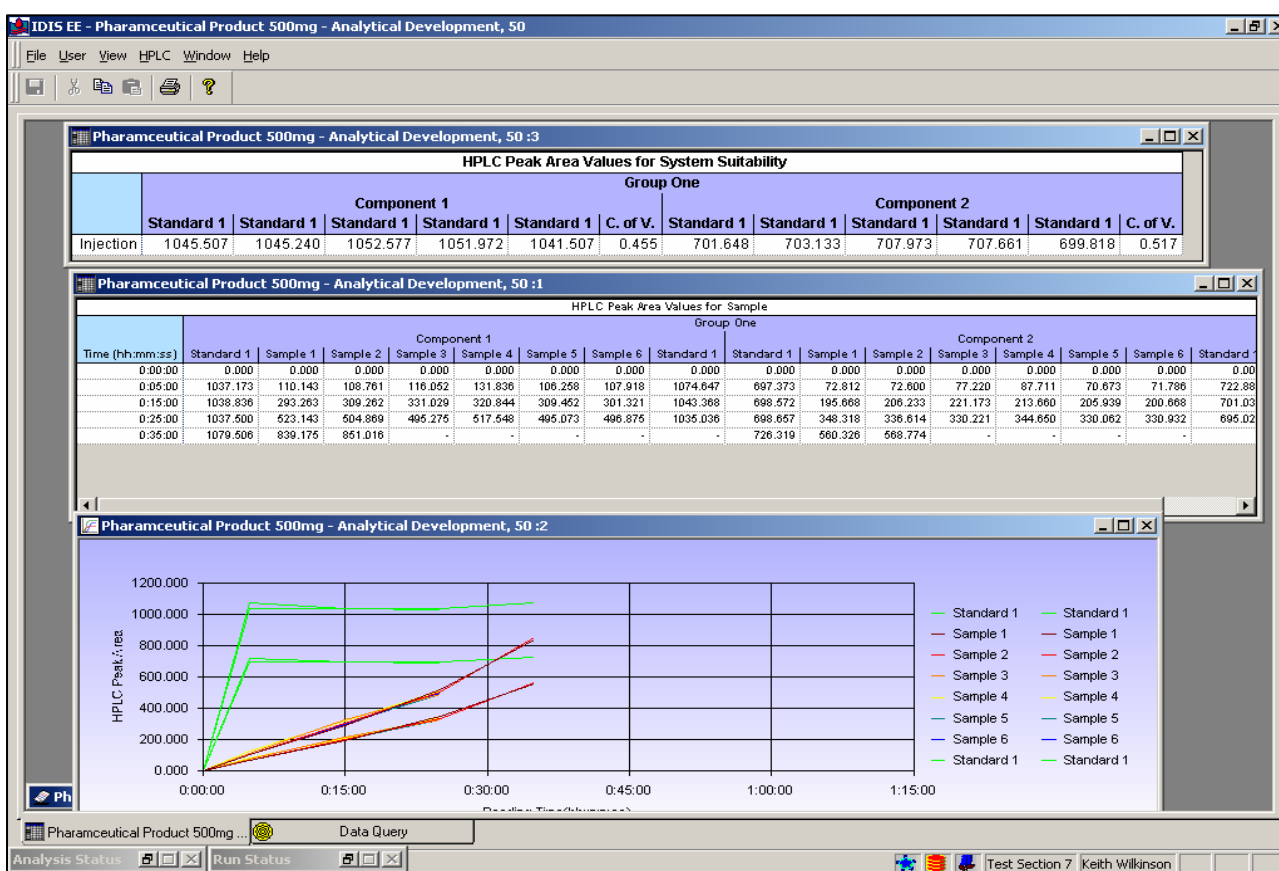 IDIS EE - Pharamceutical Product 500mg - Analytical Development, 50
File User View HPLC Window Help
Pharamceutical Product 500mg - Analytical Development, 50 :3
HPLC Peak Area Values for System Suitability
Group One
Component 1 Component 2
Standard 1 Standard 1 Standard 1 Standard 1 Standard 1 C. of V. Standard 1 Standard 1 Standard 1 Standard 1 Standard 1 C. of V.
Injection 1045.507 1045.240 1052.577 1051.972 1041.507 0.455 701.648 703.133 707.973 707.661 699.818 0.517
Pharamceutical Product 500mg - Analytical Development, 50 :1
HPLC Peak Area Values for Sample
Group One
Component 1 Component 2
Time (hh:mm:ss) Standard 1 Sample 1 Sample 2 Sample 3 Sample 4 Sample 5 Sample 6 Standard 1 Standard 1 Sample 1 Sample 2 Sample 3 Sample 4 Sample 5 Sample 6 Standard
0:00:00 0.000 0.000 0.000 0.000 0.000 0.000 0.000 0.000 0.000 0.000 0.000 0.000 0.000 0.000 0.000 0.00
0:05:00 1037.173 110.143 108.761 116.052 131.836 106.258 107.918 1074.647 697.373 72.812 72.600 77.220 87.711 70.673 71.786 722.88
0:15:00 1038.836 293.263 309.262 331.029 320.844 309.452 301.321 1043.368 698.572 195.668 206.233 221.173 213.660 205.939 200.668 701.03
0:25:00 1037.500 523.143 504.869 495.275 517.548 495.073 496.875 1035.036 698.657 348.318 336.614 330.221 344.650 330.062 330.932 695.02
0:35:00 1079.506 839.175 851.016 - - - - - 726.319 560.326 568.774 - - - - -
Pharamceutical Product 500mg - Analytical Development, 50 :2
1200.000
1000.000
800.000
600.000
400.000
200.000
0.000
HPLC Peak Area
0:00:00 0:15:00 0:30:00 0:45:00 1:00:00 1:15:00
Standard 1 Standard 1
Sample 1 Sample 1
Sample 2 Sample 2
Sample 3 Sample 3
Sample 4 Sample 4
Sample 5 Sample 5
Sample 6 Sample 6
Standard 1 Standard 1
Ph
Pharamceutical Product 500mg ... Data Query
Analysis Status Run Status Test Section 7 Keith Wilkinson